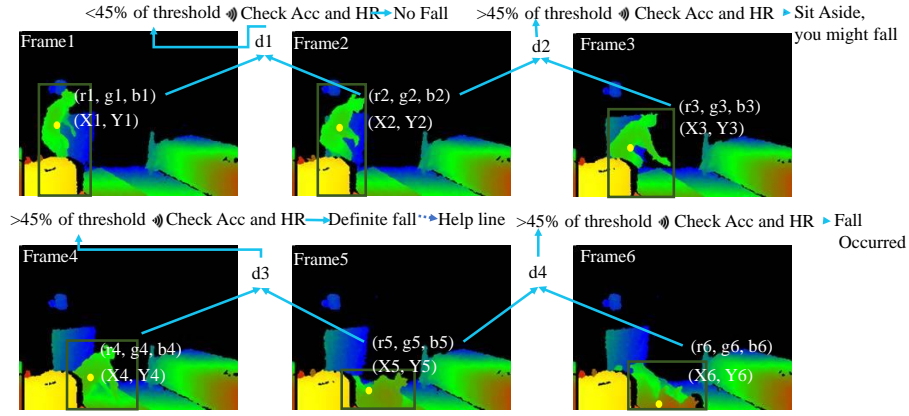 <45% of threshold Check Acc and HR No Fall
>45% of threshold Check Acc and HR Sit Aside,
you might fall
Frame1
d1
Frame2
d2
Frame3
(r1, g1, b1)
(X1, Y1)
(r2, g2, b2)
(X2, Y2)
(r3, g3, b3)
(X3, Y3)
>45% of threshold Check Acc and HR Definite fall Help line
>45% of threshold Check Acc and HR Fall
Occurred
Frame4
d3
Frame5
d4
Frame6
(r4, g4, b4)
(X4, Y4)
(r5, g5, b5)
(X5, Y5)
(r6, g6, b6)
(X6, Y6)